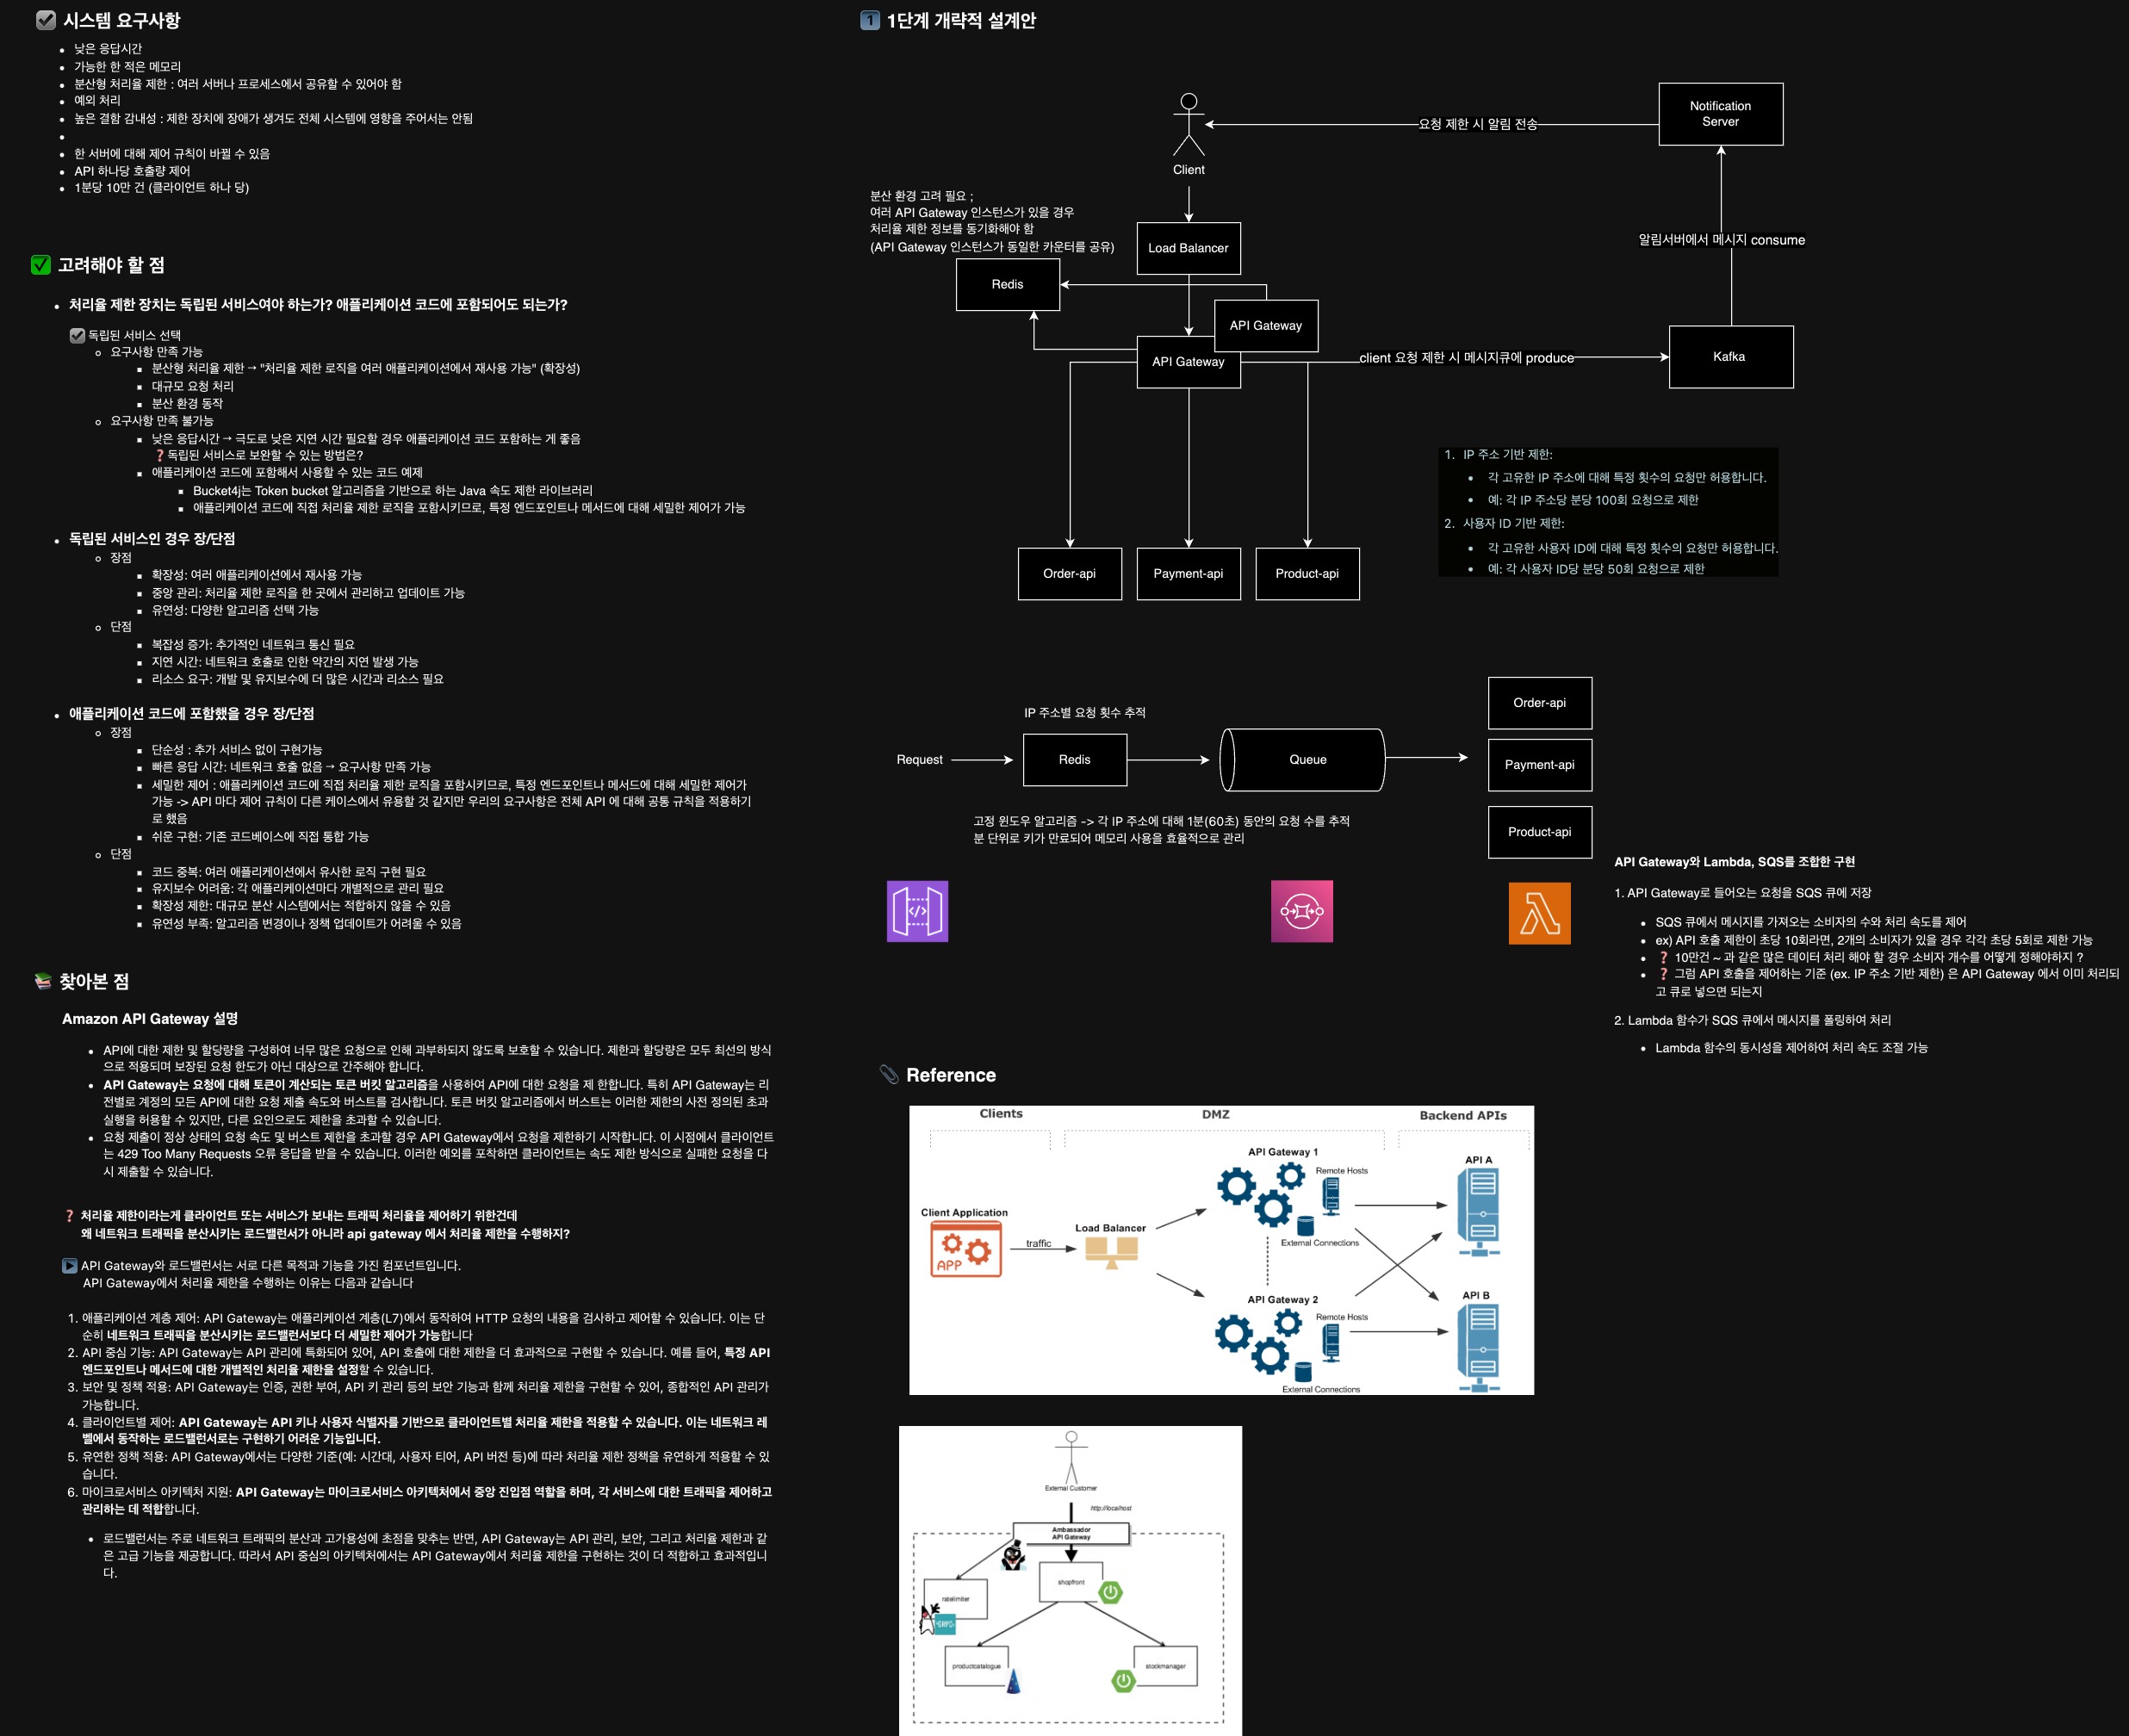 시스템 요구사항
낮은 응답시간
가능한 한 적은 메모리
분산형 처리율 제한 : 여러 서버나 프로세스에서 공유할 수 있어야 함
예외 처리
높은 결함 감내성 : 제한 장치에 장애가 생겨도 전체 시스템에 영향을 주어서는 안됨
한 서버에 대해 제어 규칙이 바뀔 수 있음
API 하나당 호출량 제어
1분당 10만 건 (클라이언트 하나 당)
고려해야 할 점
처리율 제한 장치는 독립된 서비스여야 하는가? 애플리케이션 코드에 포함되어도 되는가?
독립된 서비스 선택
요구사항 만족 가능
분산형 처리율 제한 → "처리율 제한 로직을 여러 애플리케이션에서 재사용 가능" (확장성)
대규모 요청 처리
분산 환경 동작
요구사항 만족 불가능
낮은 응답시간 → 극도로 낮은 지연 시간 필요할 경우 애플리케이션 코드 포함하는 게 좋음
❓독립된 서비스로 보완할 수 있는 방법은?
애플리케이션 코드에 포함해서 사용할 수 있는 코드 예제
Bucket4j는 Token bucket 알고리즘을 기반으로 하는 Java 속도 제한 라이브러리
애플리케이션 코드에 직접 처리율 제한 로직을 포함시키므로, 특정 엔드포인트나 메서드에 대해 세밀한 제어가 가능
독립된 서비스인 경우 장/단점
장점
확장성: 여러 애플리케이션에서 재사용 가능
중앙 관리: 처리율 제한 로직을 한 곳에서 관리하고 업데이트 가능
유연성: 다양한 알고리즘 선택 가능
단점
복잡성 증가: 추가적인 네트워크 통신 필요
지연 시간: 네트워크 호출로 인한 약간의 지연 발생 가능
리소스 요구: 개발 및 유지보수에 더 많은 시간과 리소스 필요
애플리케이션 코드에 포함했을 경우 장/단점
장점
단순성 : 추가 서비스 없이 구현가능
빠른 응답 시간: 네트워크 호출 없음 → 요구사항 만족 가능
세밀한 제어 : 애플리케이션 코드에 직접 처리율 제한 로직을 포함시키므로, 특정 엔드포인트나 메서드에 대해 세밀한 제어가
가능 -> API 마다 제어 규칙이 다른 케이스에서 유용할 것 같지만 우리의 요구사항은 전체 API 에 대해 공통 규칙을 적용하기
로 했음
쉬운 구현: 기존 코드베이스에 직접 통합 가능
단점
코드 중복: 여러 애플리케이션에서 유사한 로직 구현 필요
유지보수 어려움: 각 애플리케이션마다 개별적으로 관리 필요
확장성 제한: 대규모 분산 시스템에서는 적합하지 않을 수 있음
유연성 부족: 알고리즘 변경이나 정책 업데이트가 어려울 수 있음
찾아본 점
Amazon API Gateway 설명
API에 대한 제한 및 할당량을 구성하여 너무 많은 요청으로 인해 과부하되지 않도록 보호할 수 있습니다. 제한과 할당량은 모두 최선의 방식
으로 적용되며 보장된 요청 한도가 아닌 대상으로 간주해야 합니다.
API Gateway는 요청에 대해 토큰이 계산되는 토큰 버킷 알고리즘을 사용하여 API에 대한 요청을 제 한합니다. 특히 API Gateway는 리
전별로 계정의 모든 API에 대한 요청 제출 속도와 버스트를 검사합니다. 토큰 버킷 알고리즘에서 버스트는 이러한 제한의 사전 정의된 초과
실행을 허용할 수 있지만, 다른 요인으로도 제한을 초과할 수 있습니다.
요청 제출이 정상 상태의 요청 속도 및 버스트 제한을 초과할 경우 API Gateway에서 요청을 제한하기 시작합니다. 이 시점에서 클라이언트
는 429 Too Many Requests 오류 응답을 받을 수 있습니다. 이러한 예외를 포착하면 클라이언트는 속도 제한 방식으로 실패한 요청을 다
시 제출할 수 있습니다.
❓ 처리율 제한이라는게 클라이언트 또는 서비스가 보내는 트래픽 처리율을 제어하기 위한건데
왜 네트워크 트래픽을 분산시키는 로드밸런서가 아니라 api gateway 에서 처리율 제한을 수행하지?
API Gateway와 로드밸런서는 서로 다른 목적과 기능을 가진 컴포넌트입니다.
API Gateway에서 처리율 제한을 수행하는 이유는 다음과 같습니다
1. 애플리케이션 계층 제어: API Gateway는 애플리케이션 계층(L7)에서 동작하여 HTTP 요청의 내용을 검사하고 제어할 수 있습니다. 이는 단
순히 네트워크 트래픽을 분산시키는 로드밸런서보다 더 세밀한 제어가 가능합니다
2. API 중심 기능: API Gateway는 API 관리에 특화되어 있어, API 호출에 대한 제한을 더 효과적으로 구현할 수 있습니다. 예를 들어, 특정 API
엔드포인트나 메서드에 대한 개별적인 처리율 제한을 설정할 수 있습니다.
3. 보안 및 정책 적용: API Gateway는 인증, 권한 부여, API 키 관리 등의 보안 기능과 함께 처리율 제한을 구현할 수 있어, 종합적인 API 관리가
가능합니다.
4. 클라이언트별 제어: API Gateway는 API 키나 사용자 식별자를 기반으로 클라이언트별 처리율 제한을 적용할 수 있습니다. 이는 네트워크 레
벨에서 동작하는 로드밸런서로는 구현하기 어려운 기능입니다.
5. 유연한 정책 적용: API Gateway에서는 다양한 기준(예: 시간대, 사용자 티어, API 버전 등)에 따라 처리율 제한 정책을 유연하게 적용할 수 있
습니다.
6. 마이크로서비스 아키텍처 지원: API Gateway는 마이크로서비스 아키텍처에서 중앙 진입점 역할을 하며, 각 서비스에 대한 트래픽을 제어하고
관리하는 데 적합합니다.
로드밸런서는 주로 네트워크 트래픽의 분산과 고가용성에 초점을 맞추는 반면, API Gateway는 API 관리, 보안, 그리고 처리율 제한과 같
은 고급 기능을 제공합니다. 따라서 API 중심의 아키텍처에서는 API Gateway에서 처리율 제한을 구현하는 것이 더 적합하고 효과적입니
다.
1 1단계 개략적 설계안
Notification
Server
요청 제한 시 알림 전송
Client
분산 환경 고려 필요 ;
여러 API Gateway 인스턴스가 있을 경우
처리율 제한 정보를 동기화해야 함
(API Gateway 인스턴스가 동일한 카운터를 공유)
Load Balancer
알림서버에서 메시지 consume
Redis
API Gateway
API Gateway
client 요청 제한 시 메시지큐에 produce
Kafka
1. IP 주소 기반 제한:
각 고유한 IP 주소에 대해 특정 횟수의 요청만 허용합니다.
예: 각 IP 주소당 분당 100회 요청으로 제한
2. 사용자 ID 기반 제한:
각 고유한 사용자 ID에 대해 특정 횟수의 요청만 허용합니다.
예: 각 사용자 ID당 분당 50회 요청으로 제한
Order-api
Payment-api
Product-api
IP 주소별 요청 횟수 추적
Request
Redis
Queue
Order-api
Payment-api
Product-api
고정 윈도우 알고리즘 -> 각 IP 주소에 대해 1분(60초) 동안의 요청 수를 추적
분 단위로 키가 만료되어 메모리 사용을 효율적으로 관리
API Gateway와 Lambda, SQS를 조합한 구현
1. API Gateway로 들어오는 요청을 SQS 큐에 저장
SQS 큐에서 메시지를 가져오는 소비자의 수와 처리 속도를 제어
ex) API 호출 제한이 초당 10회라면, 2개의 소비자가 있을 경우 각각 초당 5회로 제한 가능
❓ 10만건 ~ 과 같은 많은 데이터 처리 해야 할 경우 소비자 개수를 어떻게 정해야하지 ?
❓ 그럼 API 호출을 제어하는 기준 (ex. IP 주소 기반 제한) 은 API Gateway 에서 이미 처리되
고 큐로 넣으면 되는지
2. Lambda 함수가 SQS 큐에서 메시지를 폴링하여 처리
Lambda 함수의 동시성을 제어하여 처리 속도 조절 가능
Reference
Clients
DMZ
Backend APIs
API Gateway 1
Remote Hosts
API A
Client Application
APP
traffic
Load Balancer
External Connections
API Gateway 2
Remote Hosts
API B
External Connections
External Customer
http://localhost
Ambassador
API Gateway
shopfront
ratelimiter
productcatalogue
stockmanager